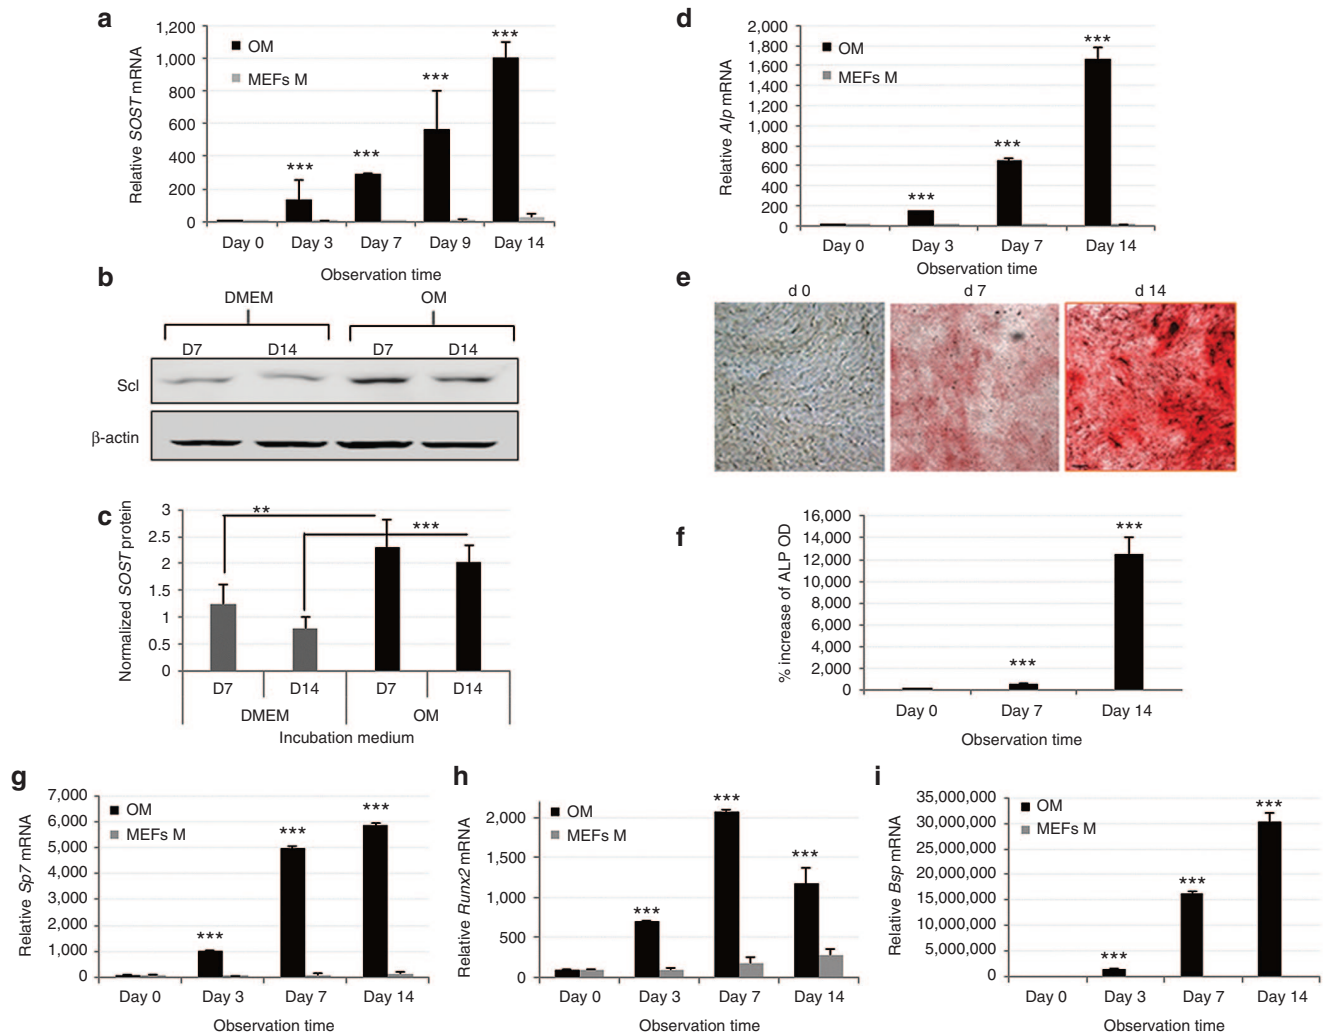 a
1,200
1,000
800
600
400
200
0
Relative SOST mRNA
OM
MEFs M
***
***
***
***
Day 0 Day 3 Day 7 Day 9 Day 14
Observation time
d
2,000
1,800
1,600
1,400
1,200
1,000
800
600
400
200
0
Relative Alp mRNA
OM
MEFs M
***
***
***
Day 0 Day 3 Day 7 Day 14
Observation time
b
DMEM OM
D7 D14 D7 D14
Scl
β-actin
e
d 0 d 7 d 14
c
3
2.5
2
1.5
1
0.5
0
Normalized SOST protein
**
***
D7 D14 D7 D14
DMEM OM
Incubation medium
f
16,000
14,000
12,000
10,000
8,000
6,000
4,000
2,000
0
% increase of ALP OD
***
***
Day 0 Day 7 Day 14
Observation time
g
7,000
6,000
5,000
4,000
3,000
2,000
1,000
0
Relative Sp7 mRNA
OM
MEFs M
***
***
***
Day 0 Day 3 Day 7 Day 14
Observation time
h
2,000
1,500
1,000
500
0
Relative Runx2 mRNA
OM
MEFs M
***
***
***
Day 0 Day 3 Day 7 Day 14
Observation time
i
35,000,000
30,000,000
25,000,000
20,000,000
15,000,000
10,000,000
5,000,000
0
Relative Bsp mRNA
OM
MEFs M
***
***
***
Day 0 Day 3 Day 7 Day 14
Observation time